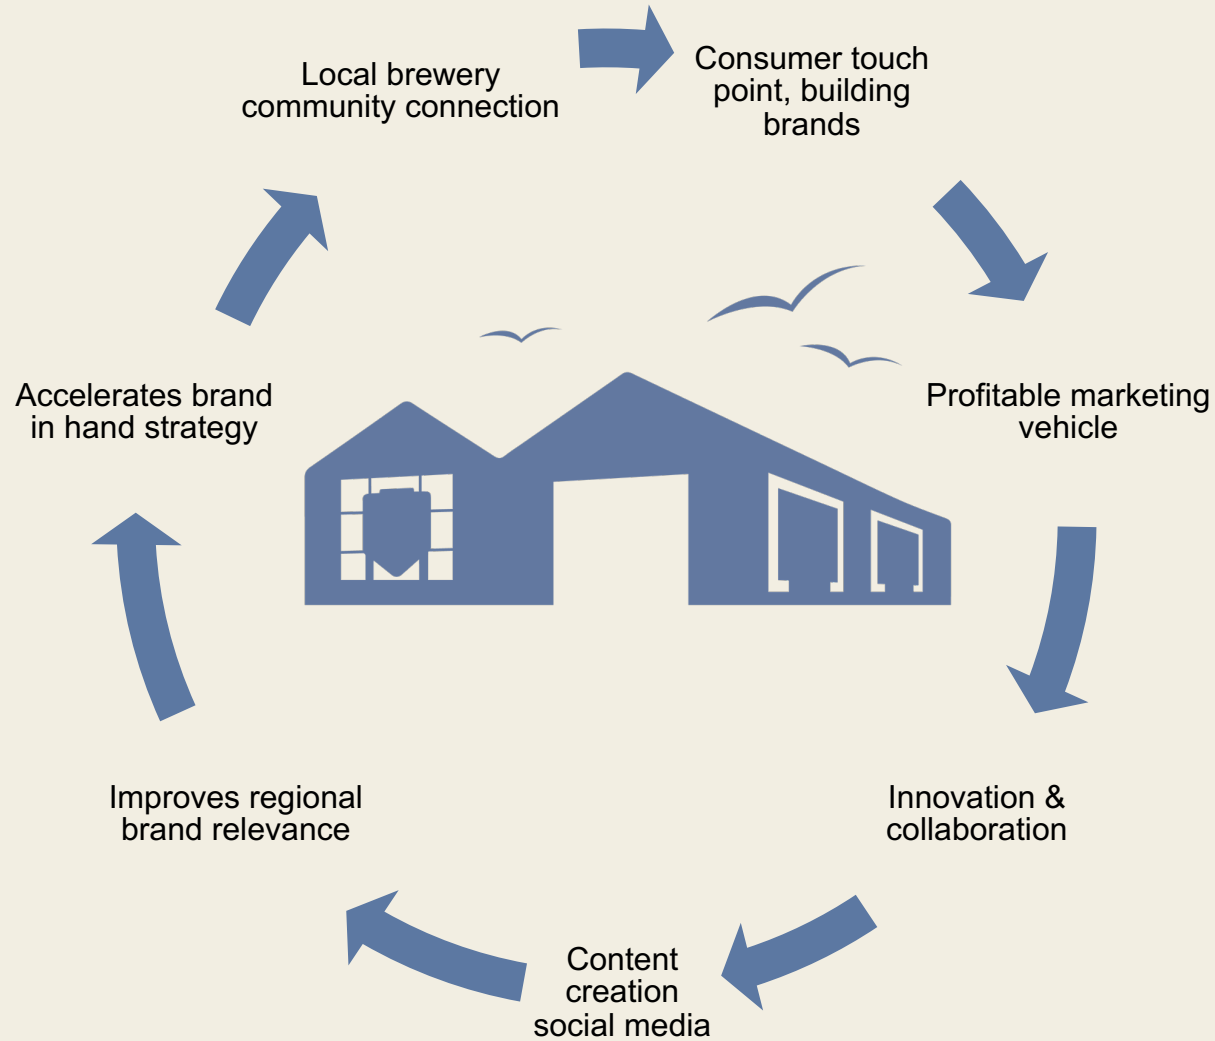 Local brewery
community connection
Consumer touch
point, building
brands
Profitable marketing
vehicle
Innovation &
collaboration
Content
creation
social media
Improves regional
brand relevance
Accelerates brand
in hand strategy